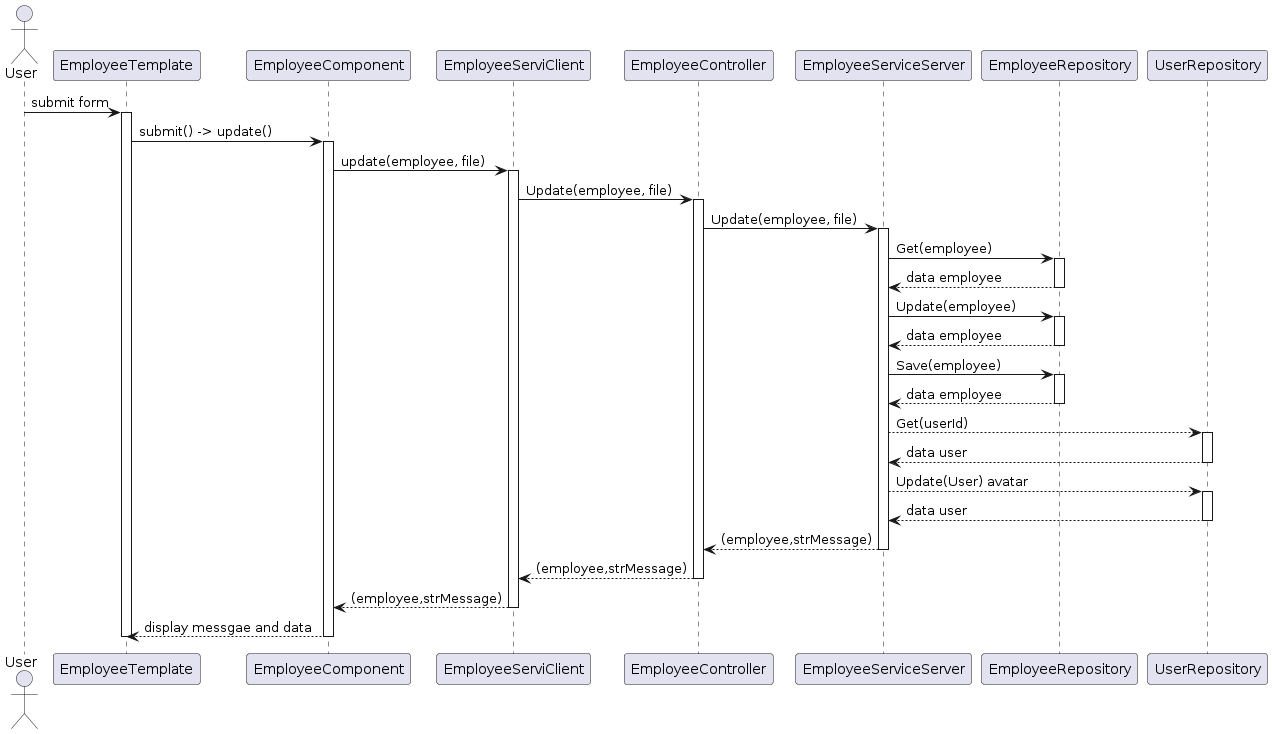 User
EmployeeTemplate
EmployeeComponent
EmployeeServiClient
EmployeeController
EmployeeServiceServer
EmployeeRepository
UserRepository
submit form
submit() -> update()
update(employee, file)
Update(employee, file)
Update(employee, file)
Get(employee)
data employee
Update(employee)
data employee
Save(employee)
data employee
Get(userId)
data user
Update(User) avatar
data user
(employee,strMessage)
(employee,strMessage)
(employee,strMessage)
display messgae and data
User
EmployeeTemplate
EmployeeComponent
EmployeeServiClient
EmployeeController
EmployeeServiceServer
EmployeeRepository
UserRepository